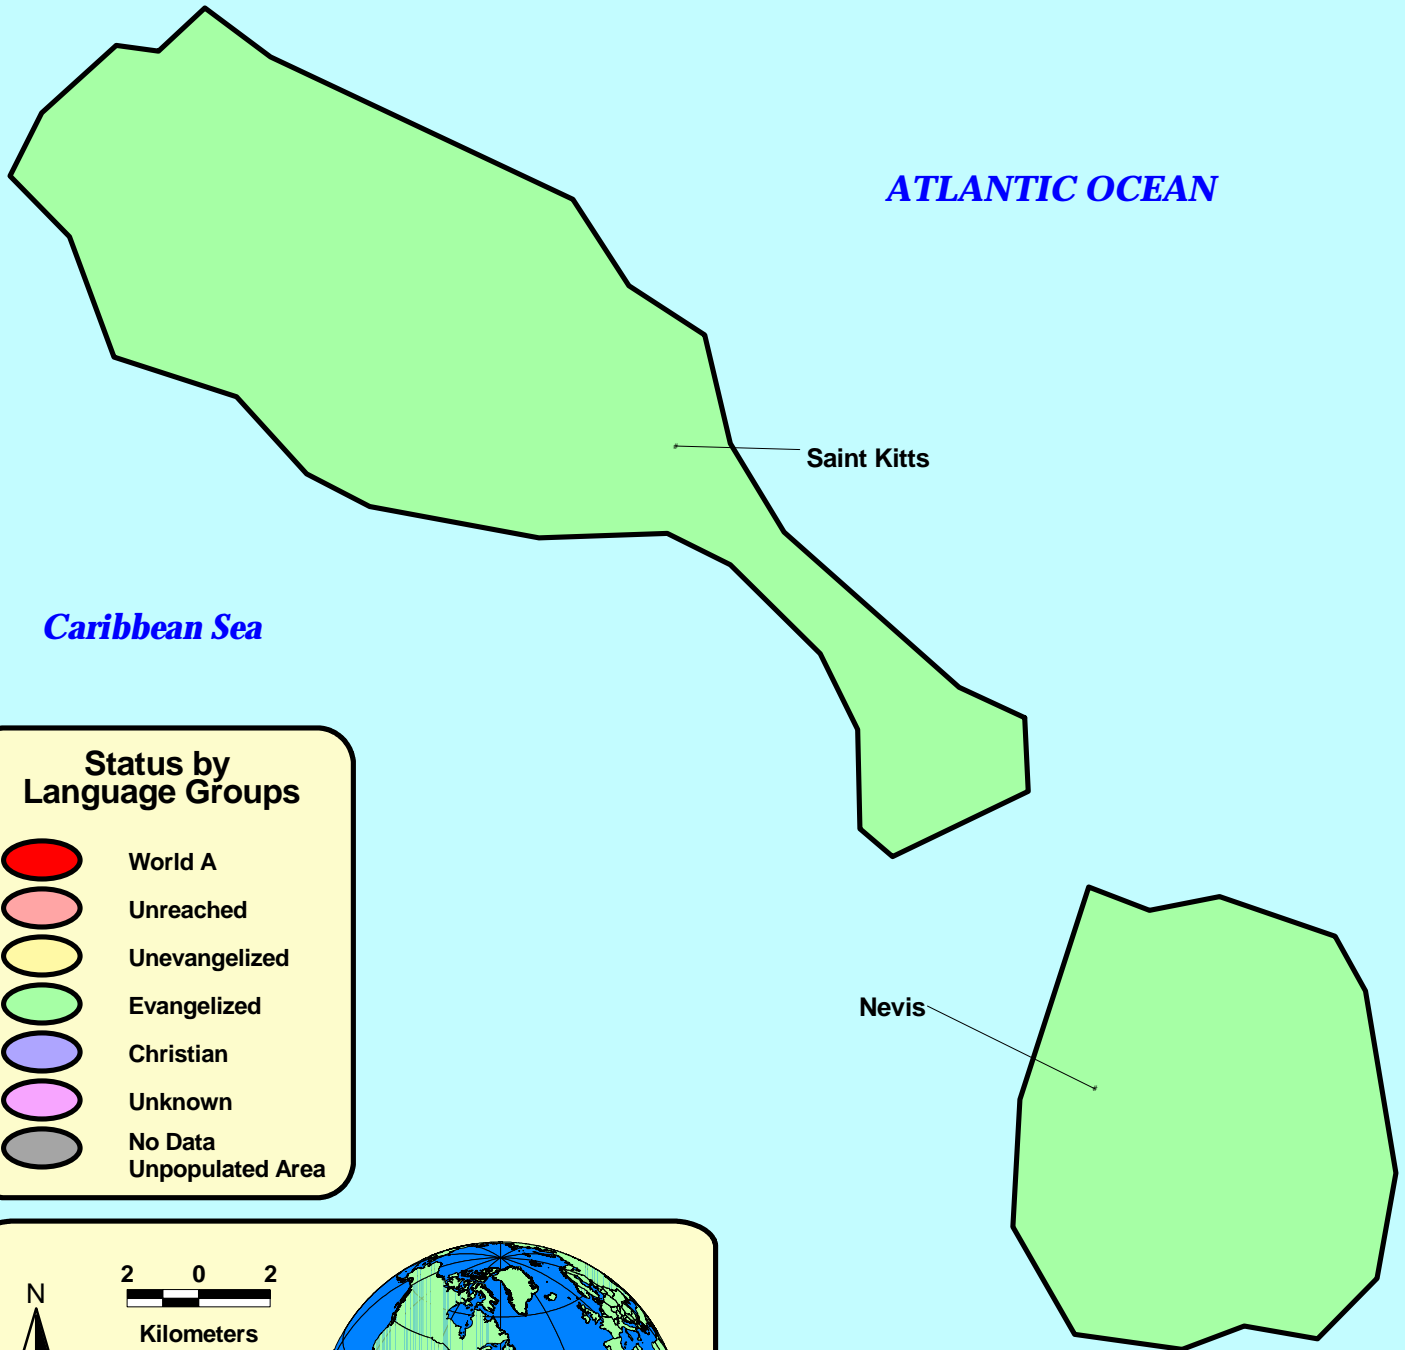 ATLANTIC OCEAN
Saint Kitts
Caribbean Sea
Status by
Language Groups
World A
Unreached
Unevangelized
Evangelized
Christian
Unknown
No Data
Unpopulated Area
Nevis
2 0 2
Kilometers
N